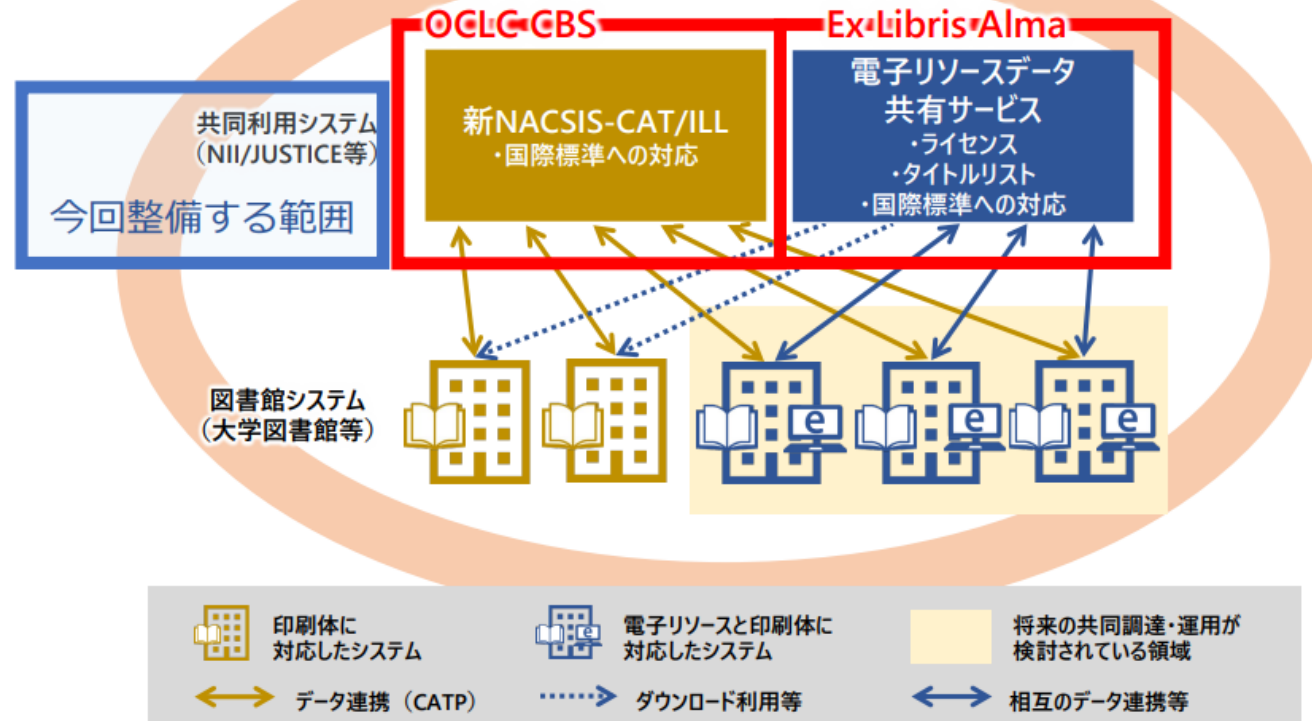 OCLC CBS
Ex Libris Alma
共同利用システム
（NII/JUSTICE等）
今回整備する範囲
新NACSIS-CAT/ILL
・国際標準への対応
電子リソースデータ
共有サービス
・ライセンス
・タイトルリスト
・国際標準への対応
図書館システム
（大学図書館等）
e
e
e
印刷体に
対応したシステム
e
電子リソースと印刷体に
対応したシステム
将来の共同調達・運用が
検討されている領域
データ連携（CATP）
ダウンロード利用等
相互のデータ連携等